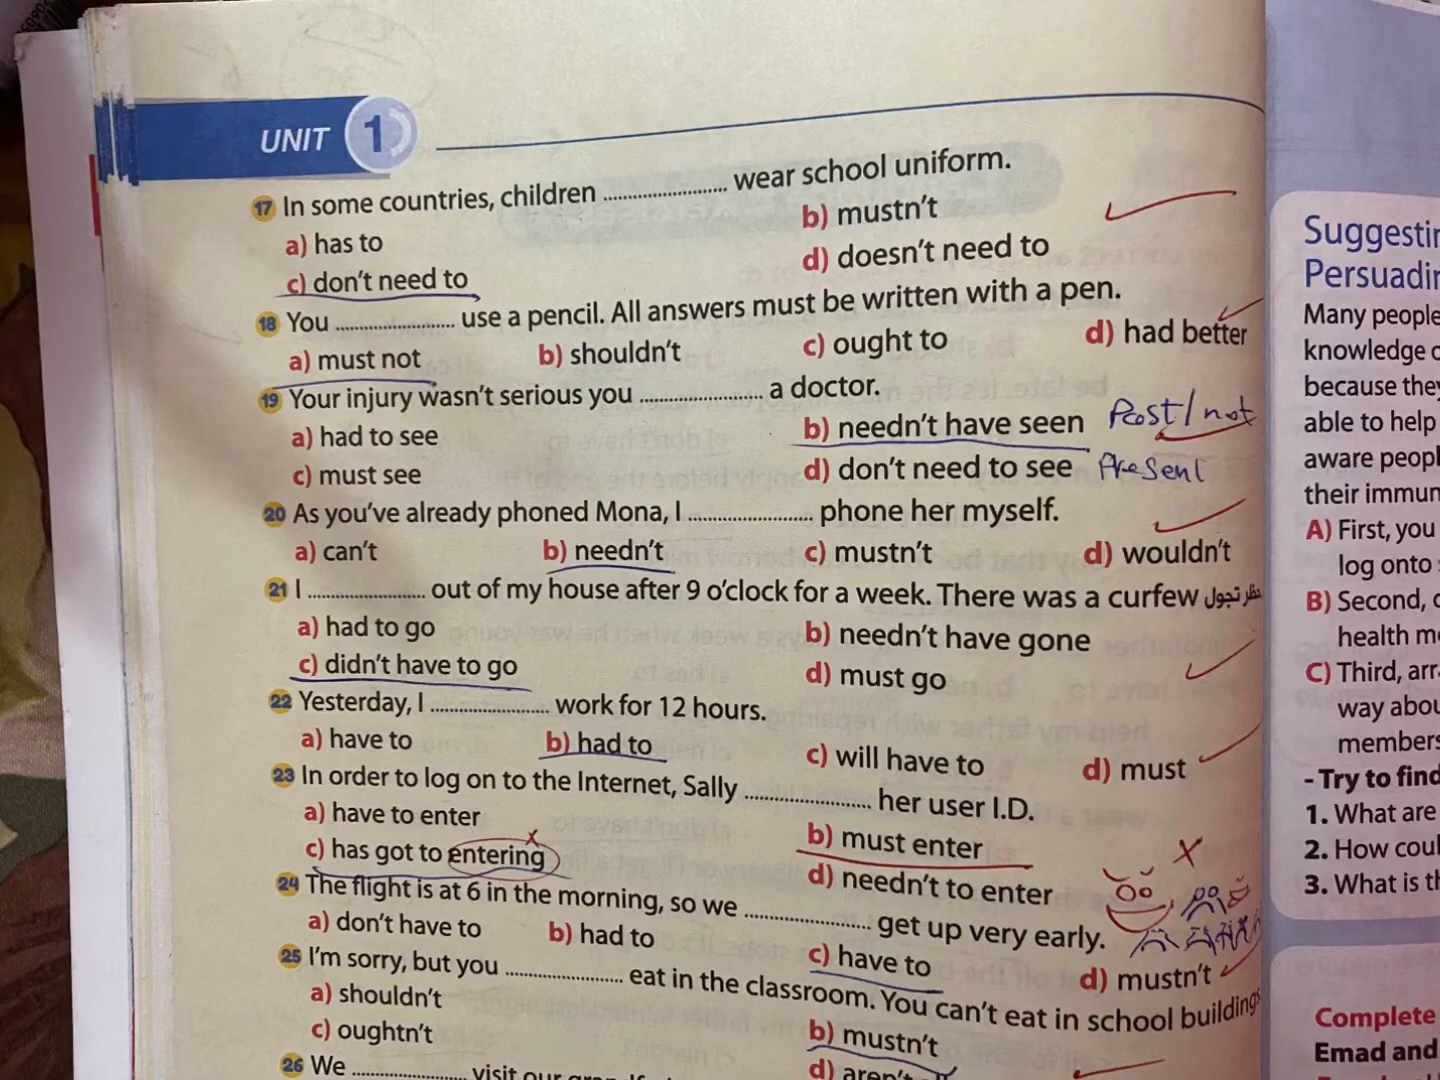 UNIT 1
17 In some countries, children ........................ wear school uniform.
a) has to
b) mustn't
c) don't need to
d) doesn't need to
18 You ........................ use a pencil. All answers must be written with a pen.
a) must not b) shouldn't c) ought to d) had better
19 Your injury wasn't serious you ........................ a doctor.
a) had to see
b) needn't have seen Past / not
c) must see
d) don't need to see Present
20 As you've already phoned Mona, I ........................ phone her myself.
a) can't b) needn't c) mustn't d) wouldn't
21 I ........................ out of my house after 9 o'clock for a week. There was a curfew حظر تجول
a) had to go
b) needn't have gone
c) didn't have to go
d) must go
22 Yesterday, I ........................ work for 12 hours.
a) have to b) had to c) will have to d) must
23 In order to log on to the Internet, Sally ........................ her user I.D.
a) have to enter
b) must enter
c) has got to entering
d) needn't to enter
24 The flight is at 6 in the morning, so we ........................ get up very early.
a) don't have to b) had to c) have to d) mustn't
25 I'm sorry, but you ........................ eat in the classroom. You can't eat in school buildings
a) shouldn't
b) mustn't
c) oughtn't
d) aren't
26 We ........................ visit our
Many people
because they
able to help
aware peopl
their immun
A) First, you
log onto
B) Second,
health
C) Third, arr
way abou
members
- Try to find
1. What are
2. How coul
3. What is th
Complete
Emad and